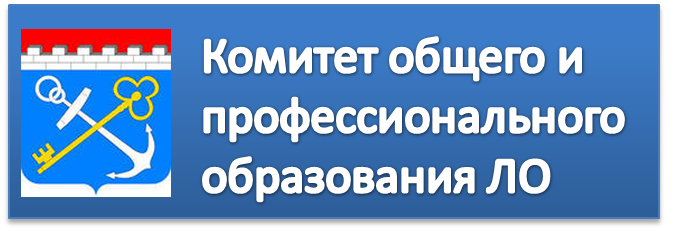 Комитет общего и
профессионального
образования ЛО